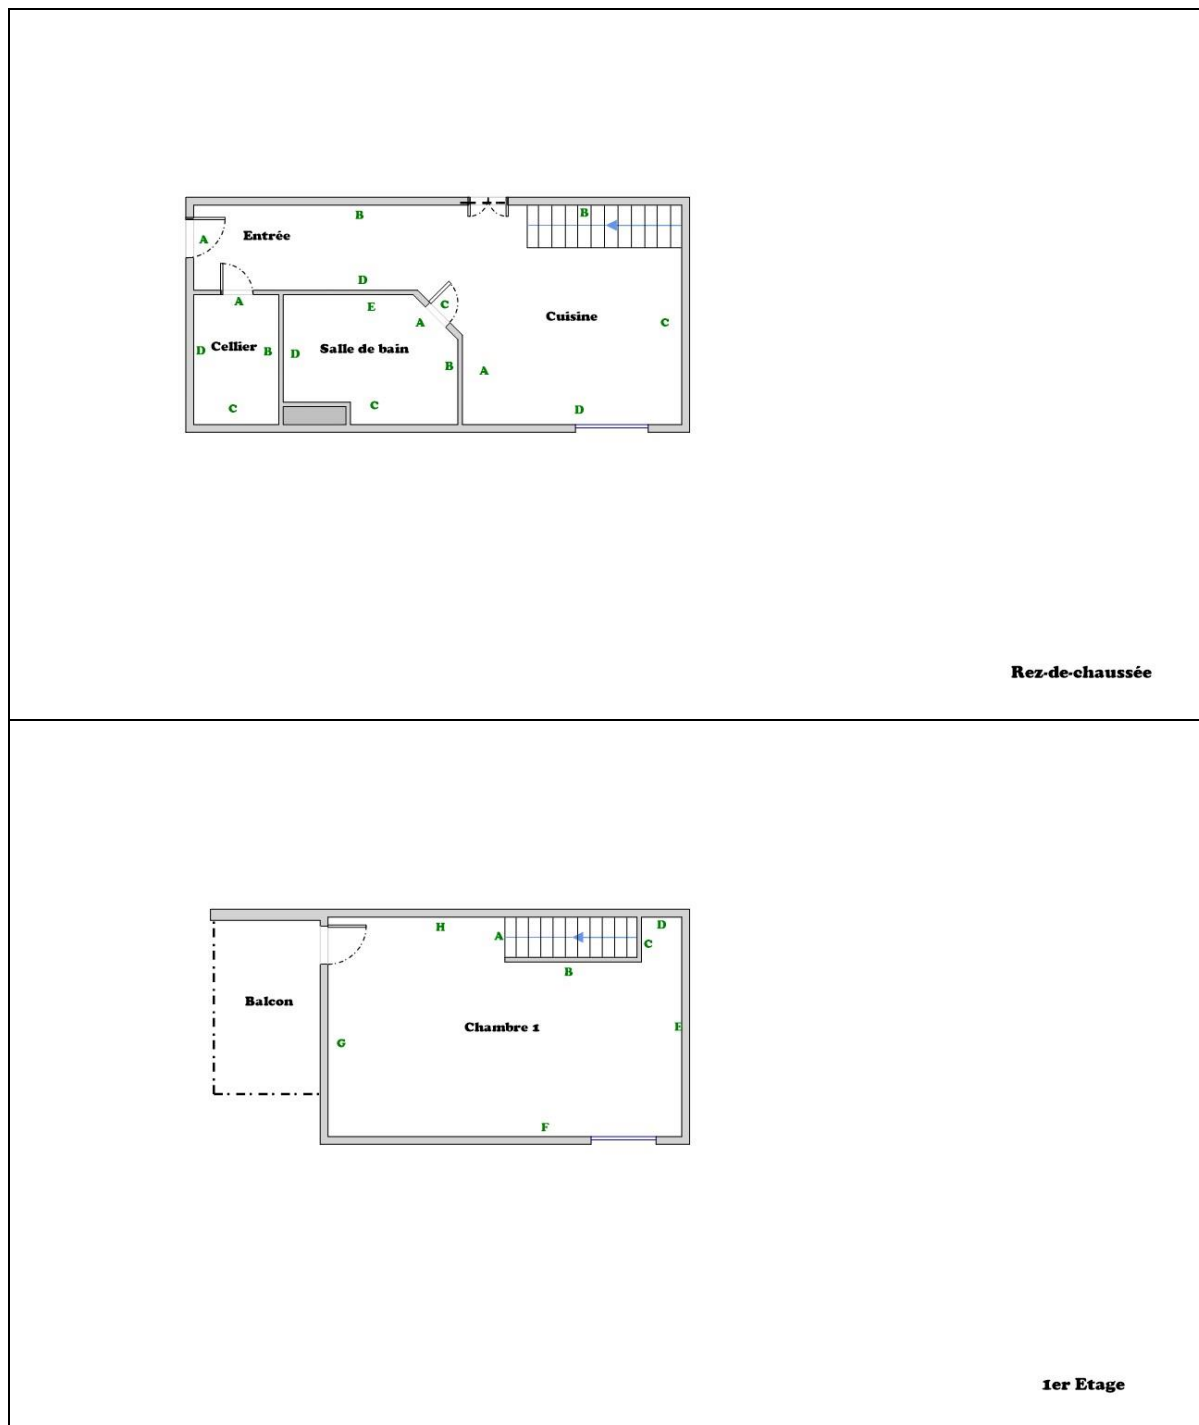 B
B
A
Entrée
D
A
E
C
A
Cuisine
C
D
Cellier
B
D
Salle de bain
B
A
C
C
D
Rez-de-chaussée
H
A
D
C
B
Balcon
Chambre 1
E
G
F
1er Etage